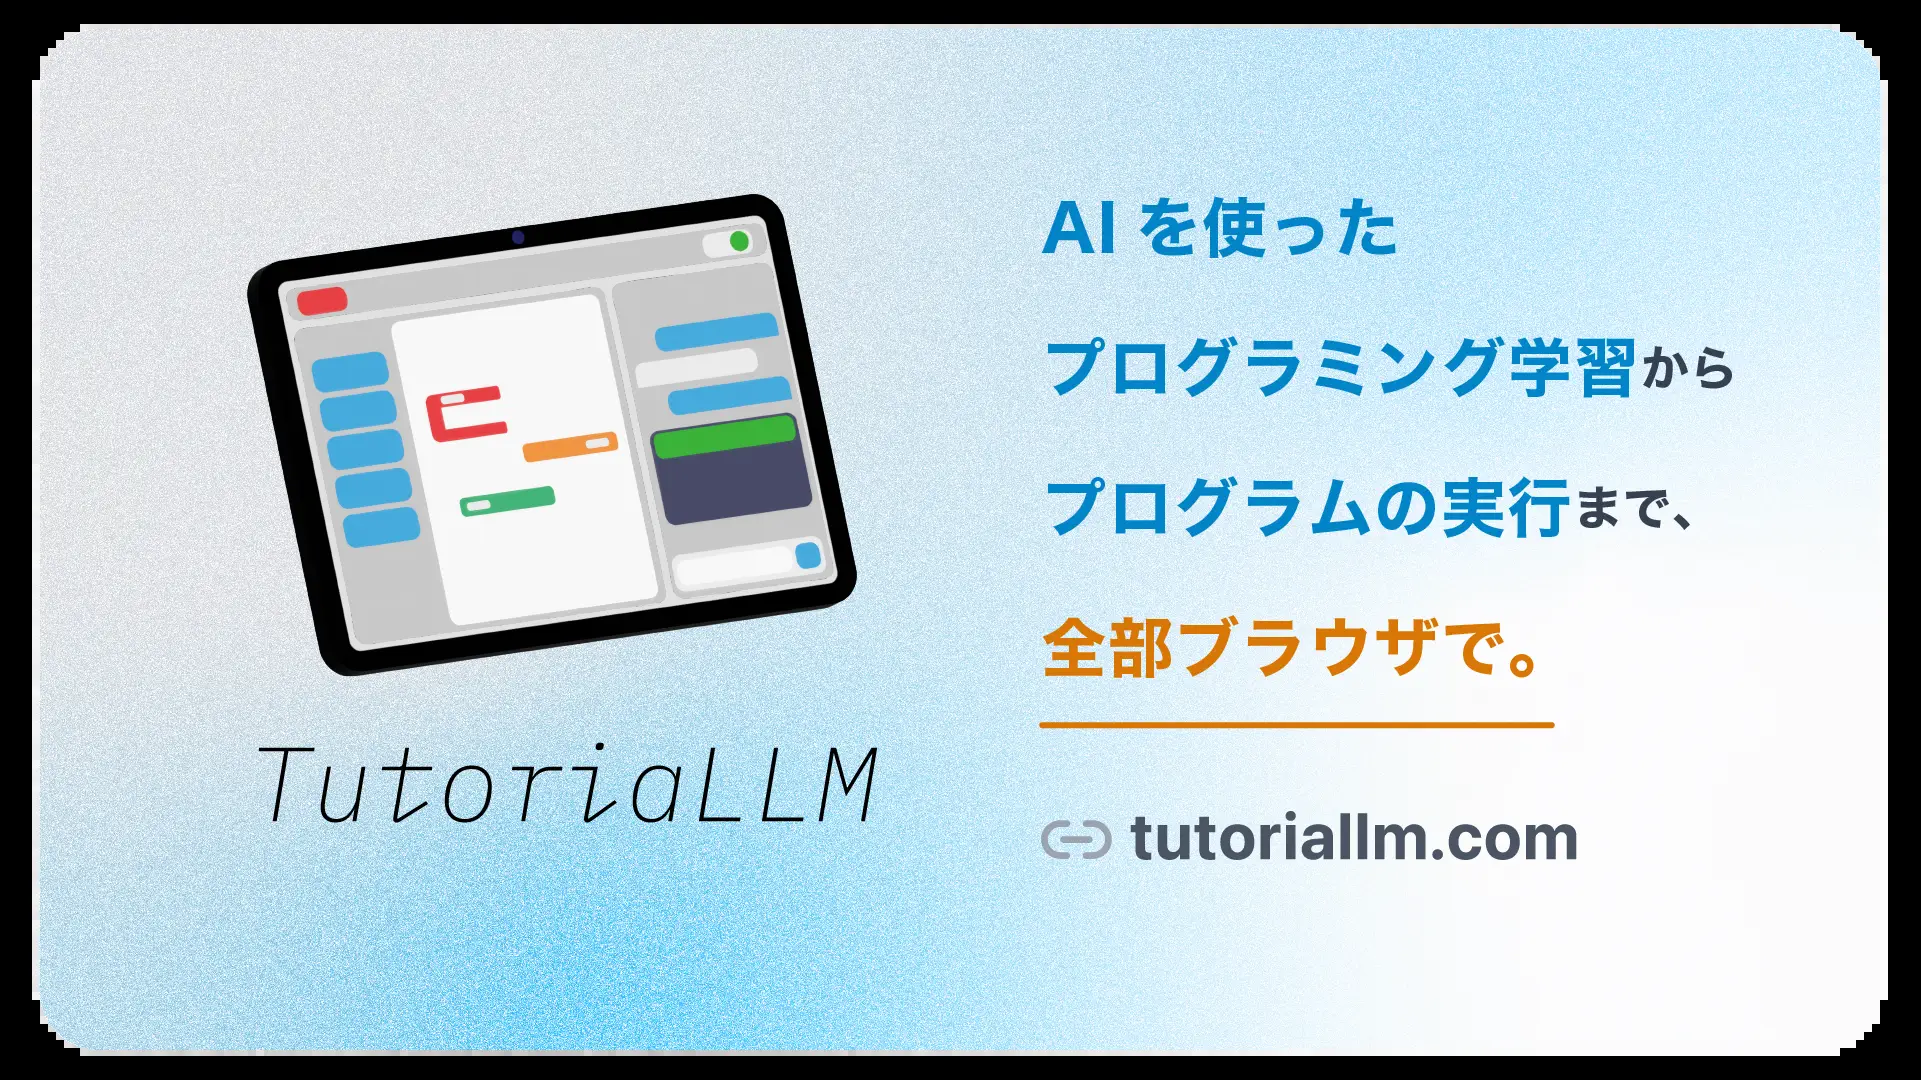 TutoriaLLM
AI を使った
プログラミング学習から
プログラムの実行まで、
全部ブラウザで。
tutoriallm.com